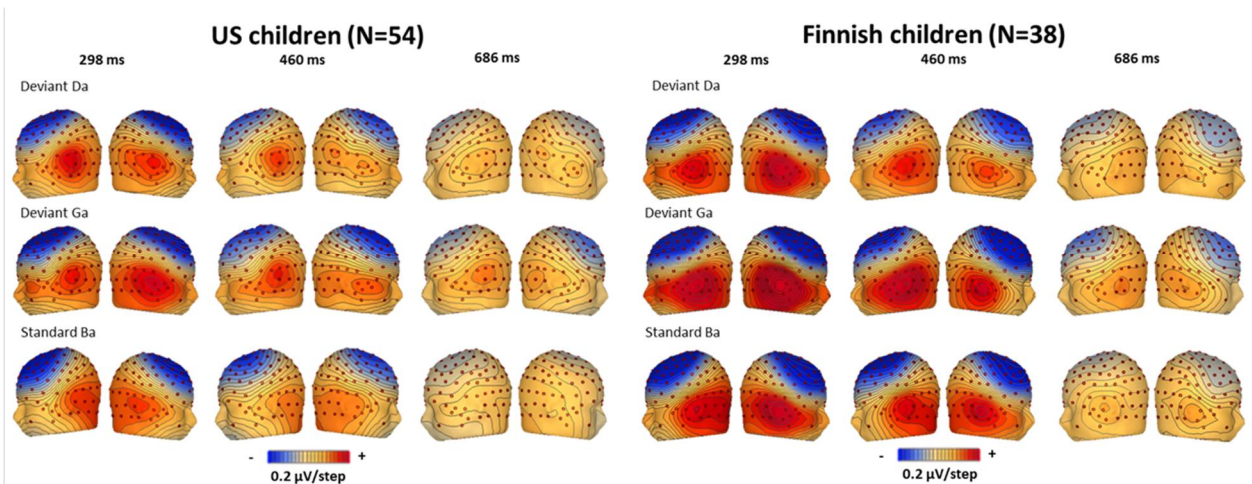 US children (N=54)
298 ms 460 ms 686 ms
Deviant Da
Deviant Ga
Standard Ba
- +
0.2 µV/step
Finnish children (N=38)
298 ms 460 ms 686 ms
Deviant Da
Deviant Ga
Standard Ba
- +
0.2 µV/step